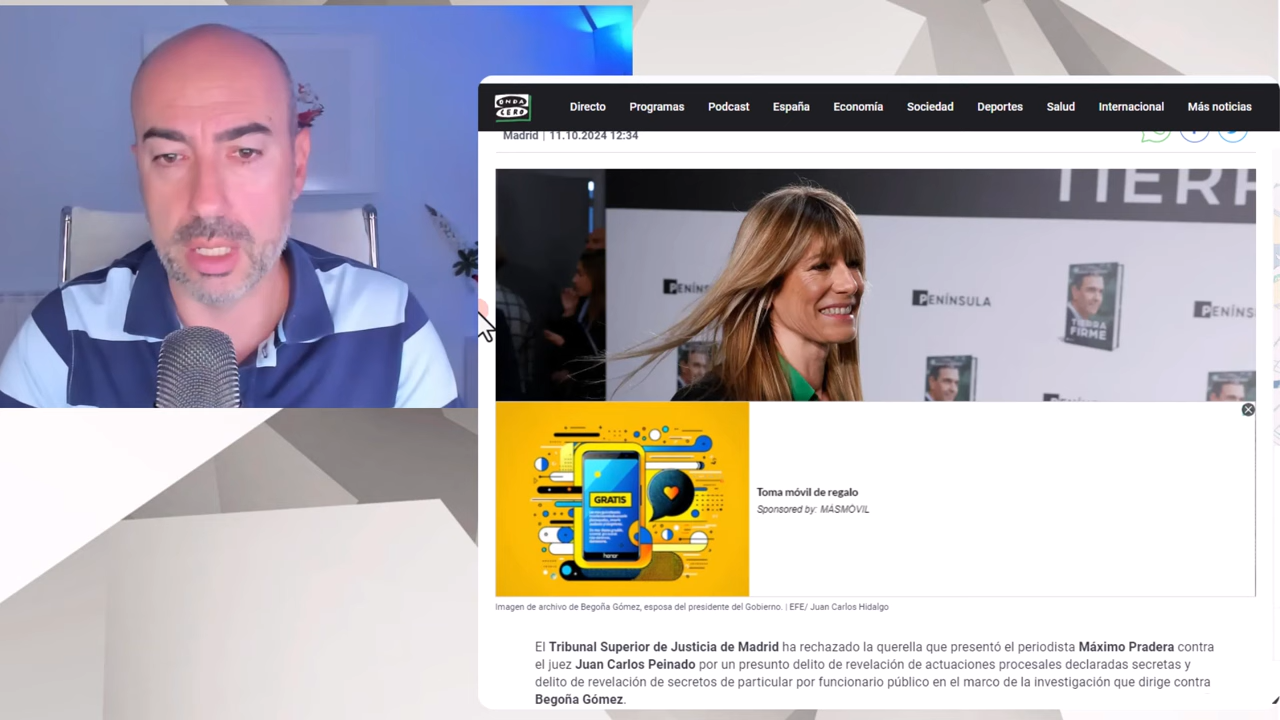 ONDA CERO
Directo Programas Podcast España Economía Sociedad Deportes Salud Internacional Más noticias
Madrid | 11.10.2024 12:34
TIERR
PENÍNSULA
PENÍNS
TIERRA
FIRME
GRATIS
honor
Toma móvil de regalo
Sponsored by: MÁSMÓVIL
Imagen de archivo de Begoña Gómez, esposa del presidente del Gobierno. | EFE/ Juan Carlos Hidalgo
El Tribunal Superior de Justicia de Madrid ha rechazado la querella que presentó el periodista Máximo Pradera contra
el juez Juan Carlos Peinado por un presunto delito de revelación de actuaciones procesales declaradas secretas y
delito de revelación de secretos de particular por funcionario público en el marco de la investigación que dirige contra
Begoña Gómez.